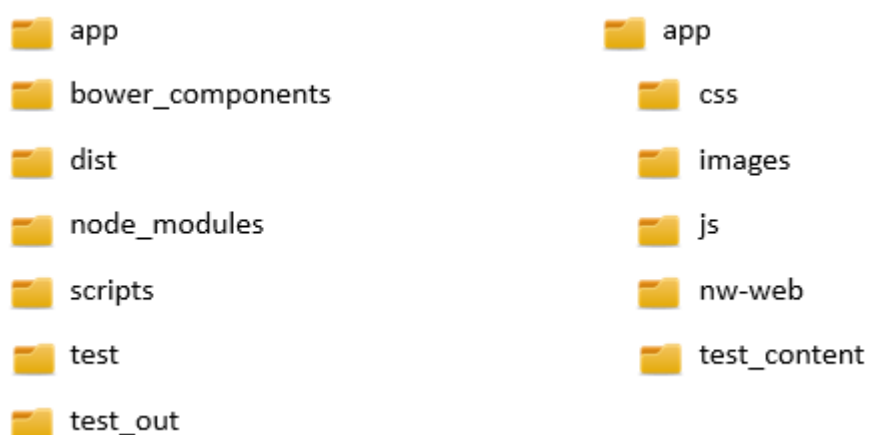 app
bower_components
dist
node_modules
scripts
test
test_out
app
css
images
js
nw-web
test_content